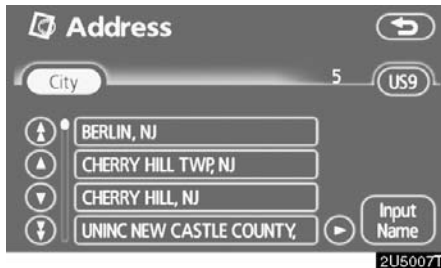 Address
City
5
US9
BERLIN, NJ
CHERRY HILL TWP, NJ
CHERRY HILL, NJ
UNINC NEW CASTLE COUNTY,
Input
Name
2U5007T